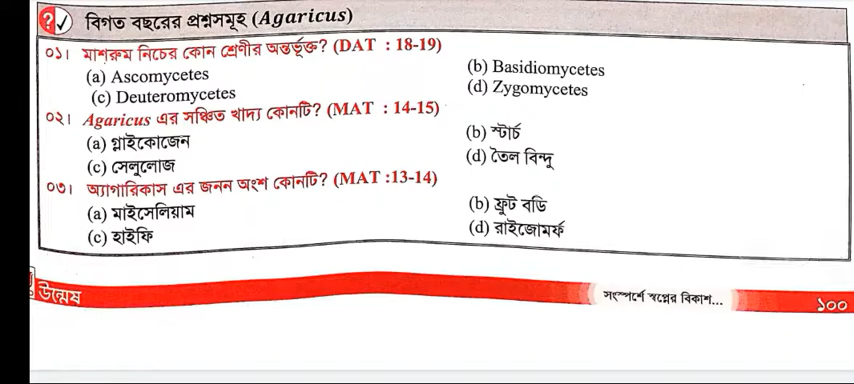 বিগত বছরের প্রশ্নসমূহ (Agaricus)
০১। মাশরুম নিচের কোন শ্রেণীর অন্তর্ভুক্ত? (DAT : 18-19)
(a) Ascomycetes (b) Basidiomycetes
(c) Deuteromycetes (d) Zygomycetes
০২। Agaricus এর সঞ্চিত খাদ্য কোনটি? (MAT : 14-15)
(a) গ্লাইকোজেন (b) স্টার্চ
(c) সেলুলোজ (d) তৈল বিন্দু
০৩। অ্যাগারিকাস এর জনন অংশ কোনটি? (MAT :13-14)
(a) মাইসেলিয়াম (b) ফ্রুট বডি
(c) হাইফি (d) রাইজোমর্ফ
উন্মেষ সংস্পর্শে স্বপ্নের বিকাশ... ১০০